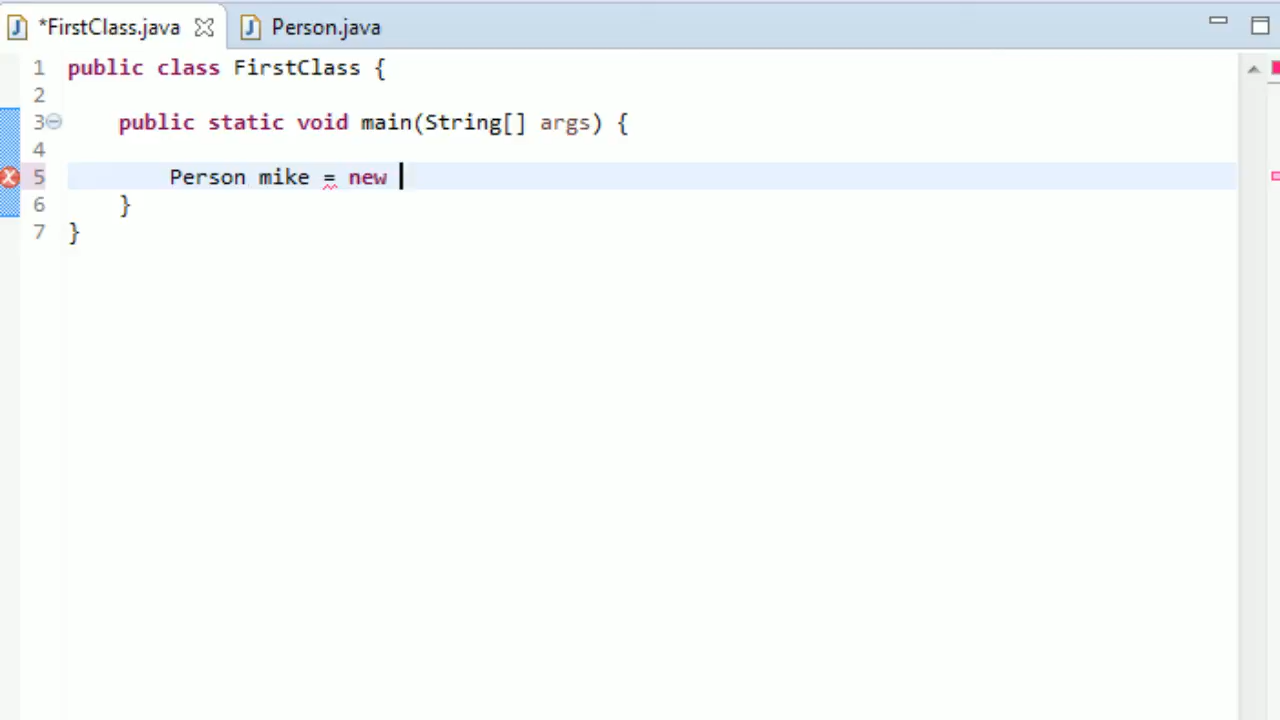 *FirstClass.java Person.java
1 public class FirstClass {
2
3 public static void main(String[] args) {
4
5 Person mike = new
6 }
7 }